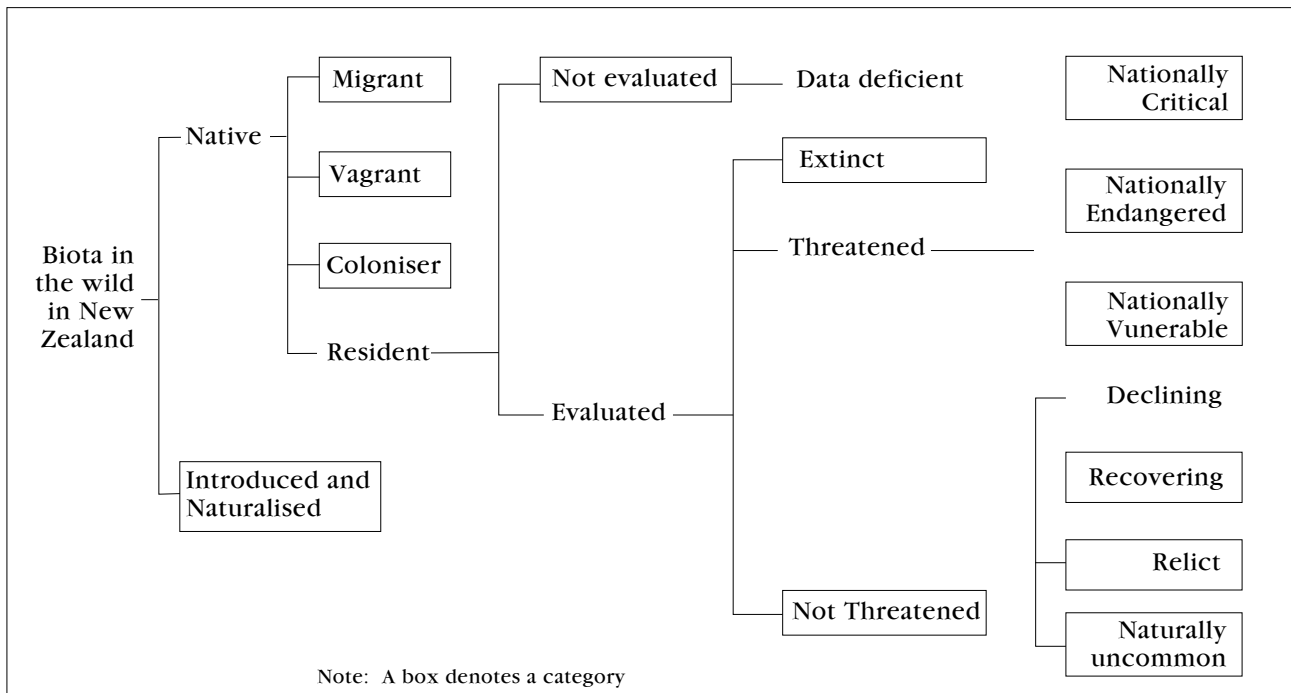 Biota in
the wild
in New
Zealand
Native
Introduced and
Naturalised
Migrant
Vagrant
Coloniser
Resident
Not evaluated
Evaluated
Data deficient
Extinct
Threatened
Not Threatened
Nationally
Critical
Nationally
Endangered
Nationally
Vunerable
Declining
Recovering
Relict
Naturally
uncommon
Note: A box denotes a category